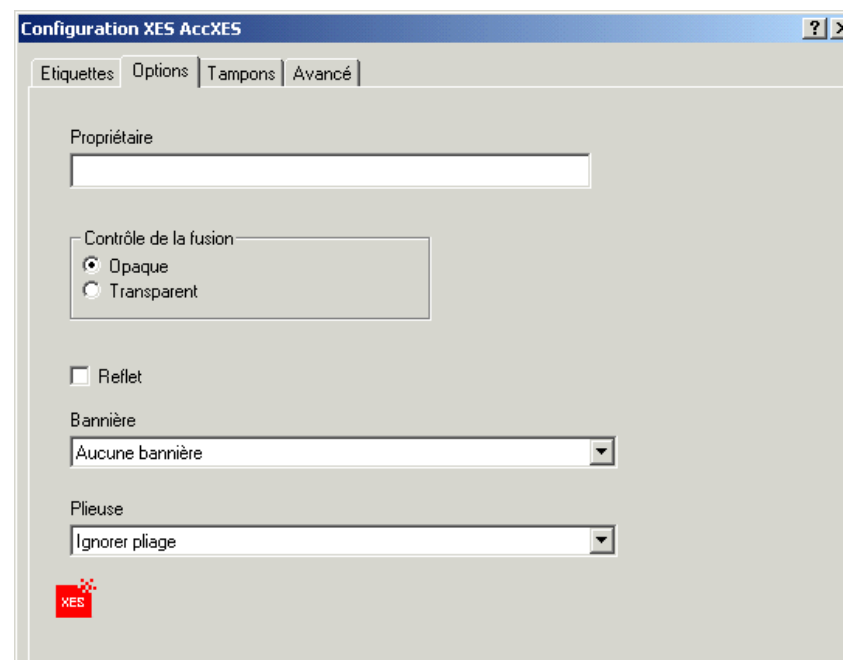 Configuration XES AccXES
Etiquettes Options Tampons Avancé
Propriétaire
Contrôle de la fusion
Opaque
Transparent
Reflet
Bannière
Aucune bannière
Plieuse
Ignorer pliage
XES